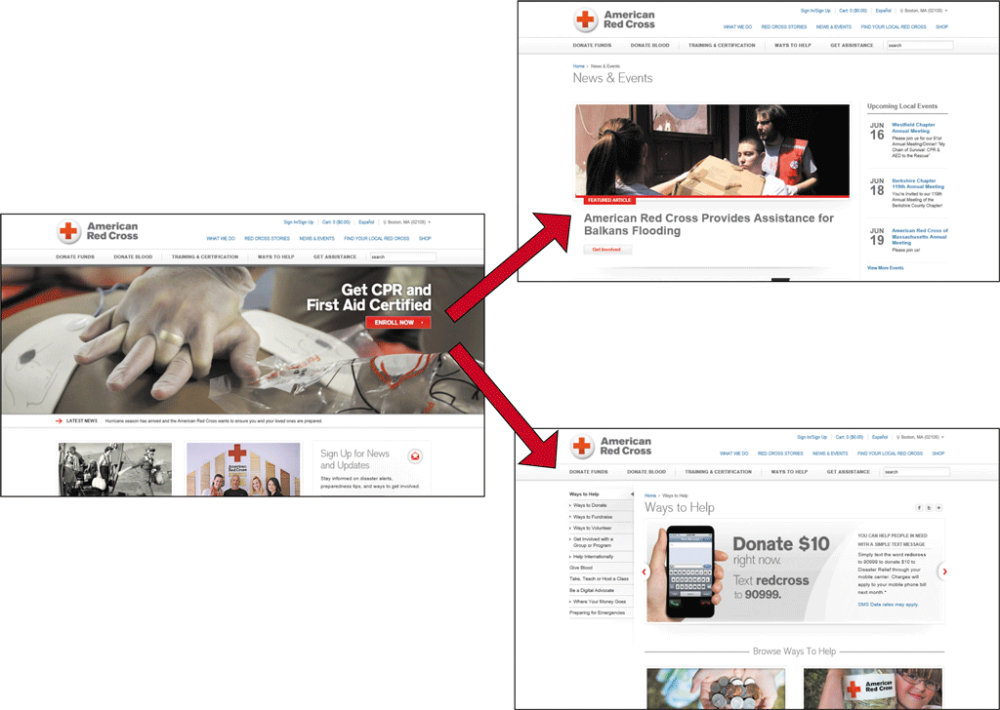 American
Red Cross
Sign In/Sign Up
Cart: 0 ($0.00)
Español
Boston, MA (02108)
WHAT WE DO
RED CROSS STORIES
NEWS & EVENTS
FIND YOUR LOCAL RED CROSS
SHOP
DONATE FUNDS
DONATE BLOOD
TRAINING & CERTIFICATION
WAYS TO HELP
GET ASSISTANCE
search
Get CPR and
First Aid Certified
ENROLL NOW
LATEST NEWS Hurricane season has arrived and the American Red Cross wants to ensure you and your loved ones are prepared.
American
Red Cross
Sign Up for News
and Updates
Stay informed on disaster alerts,
preparedness tips, and ways to get involved
American
Red Cross
Sign In/Sign Up
Cart: 0 ($0.00)
Español
Boston, MA (02108)
WHAT WE DO
RED CROSS STORIES
NEWS & EVENTS
FIND YOUR LOCAL RED CROSS
SHOP
DONATE FUNDS
DONATE BLOOD
TRAINING & CERTIFICATION
WAYS TO HELP
GET ASSISTANCE
search
Home › News & Events
News & Events
FEATURED ARTICLE
American Red Cross Provides Assistance for
Balkans Flooding
Get Involved
Upcoming Local Events
JUN
16
Westfield Chapter
Annual Meeting
Please join us for our 91st
Annual Meeting/Dinner! "My
Chain of Survival: CPR &
AED to the Rescue"
JUN
18
Berkshire Chapter
119th Annual Meeting
You're invited to our 119th
Annual Meeting of the
Berkshire County Chapter!
JUN
19
American Red Cross of
Massachusetts Annual
Meeting
Please join us!
View More Events
American
Red Cross
Sign In/Sign Up
Cart: 0 ($0.00)
Español
Boston, MA (02108)
WHAT WE DO
RED CROSS STORIES
NEWS & EVENTS
FIND YOUR LOCAL RED CROSS
SHOP
DONATE FUNDS
DONATE BLOOD
TRAINING & CERTIFICATION
WAYS TO HELP
GET ASSISTANCE
search
Ways to Help
Ways to Donate
Ways to Fundraise
Ways to Volunteer
Get Involved with a
Group or Program
Help Internationally
Give Blood
Take, Teach or Host a Class
Be a Digital Advocate
Where Your Money Goes
Preparing for Emergencies
Home › Ways to Help
Ways to Help
Donate $10
right now.
Text redcross
to 90999.
YOU CAN HELP PEOPLE IN NEED
WITH A SIMPLE TEXT MESSAGE
Simply text the word redcross
to 90999 to donate $10 to
Disaster Relief through your
mobile carrier. Charges will
apply to your mobile phone bill
next month.*
SMS Data rates may apply.
Browse Ways To Help
American
Red Cross